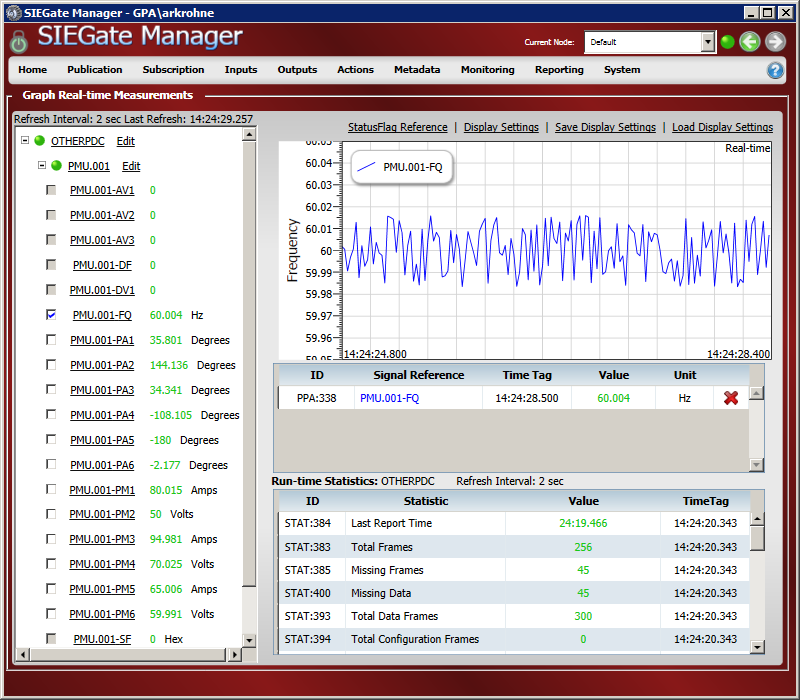 SIEGate Manager - GPA\arkrohne
SIEGate Manager
Current Node: Default
Home Publication Subscription Inputs Outputs Actions Metadata Monitoring Reporting System
Graph Real-time Measurements
Refresh Interval: 2 sec Last Refresh: 14:24:29.257
OTHERPDC Edit
PMU.001 Edit
PMU.001-AV1 0
PMU.001-AV2 0
PMU.001-AV3 0
PMU.001-DF 0
PMU.001-DV1 0
PMU.001-FQ 60.004 Hz
PMU.001-PA1 35.801 Degrees
PMU.001-PA2 144.136 Degrees
PMU.001-PA3 34.341 Degrees
PMU.001-PA4 -108.105 Degrees
PMU.001-PA5 -180 Degrees
PMU.001-PA6 -2.177 Degrees
PMU.001-PM1 80.015 Amps
PMU.001-PM2 50 Volts
PMU.001-PM3 94.981 Amps
PMU.001-PM4 70.025 Volts
PMU.001-PM5 65.006 Amps
PMU.001-PM6 59.991 Volts
PMU.001-SF 0 Hex
StatusFlag Reference | Display Settings | Save Display Settings | Load Display Settings
Real-time
PMU.001-FQ
Frequency
60.05
60.04
60.03
60.02
60.01
60
59.99
59.98
59.97
59.96
59.95
14:24:24.800 14:24:28.400
ID Signal Reference Time Tag Value Unit
PPA:338 PMU.001-FQ 14:24:28.500 60.004 Hz
Run-time Statistics: OTHERPDC Refresh Interval: 2 sec
ID Statistic Value TimeTag
STAT:384 Last Report Time 24:19.466 14:24:20.343
STAT:383 Total Frames 256 14:24:20.343
STAT:385 Missing Frames 45 14:24:20.343
STAT:400 Missing Data 45 14:24:20.343
STAT:393 Total Data Frames 300 14:24:20.343
STAT:394 Total Configuration Frames 0 14:24:20.343